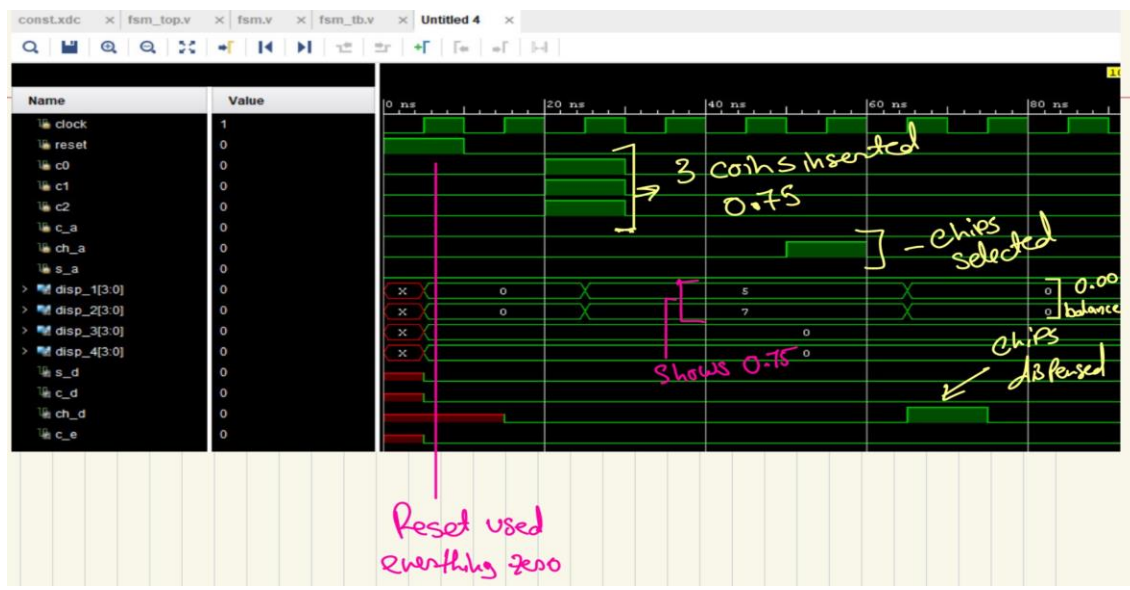 const.xdc × fsm_top.v × fsm.v × fsm_tb.v × Untitled 4 ×
10
Name Value
0 ns 20 ns 40 ns 60 ns 80 ns
clock 1
reset 0
c0 0
c1 0
c2 0
c_a 0
ch_a 0
s_a 0
> disp_1[3:0] 0 X 0 5 0
> disp_2[3:0] 0 X 0 7 0
> disp_3[3:0] 0 X 0
> disp_4[3:0] 0 X 0
s_d 0
c_d 0
ch_d 0
c_e 0
3 coins inserted
0.75
- Chips
selected
0.00
balance
Shows 0.75
Chips
dispensed
Reset used
everthing zero